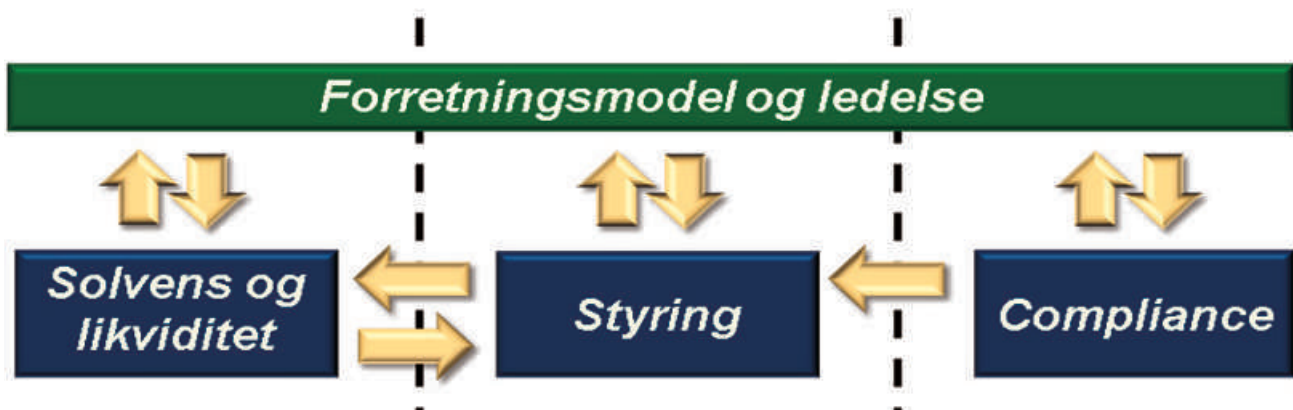 Forretningsmodel og ledelse
Solvens og
likviditet
Styring
Compliance